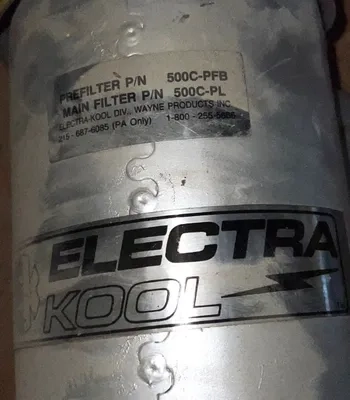 PREFILTER P/N 500C-PFB
MAIN FILTER P/N 500C-PL
ELECTRA-KOOL DIV., WAYNE PRODUCTS INC.
215-687-6085 (PA Only) 1-800-255-5665
ELECTRA
KOOL